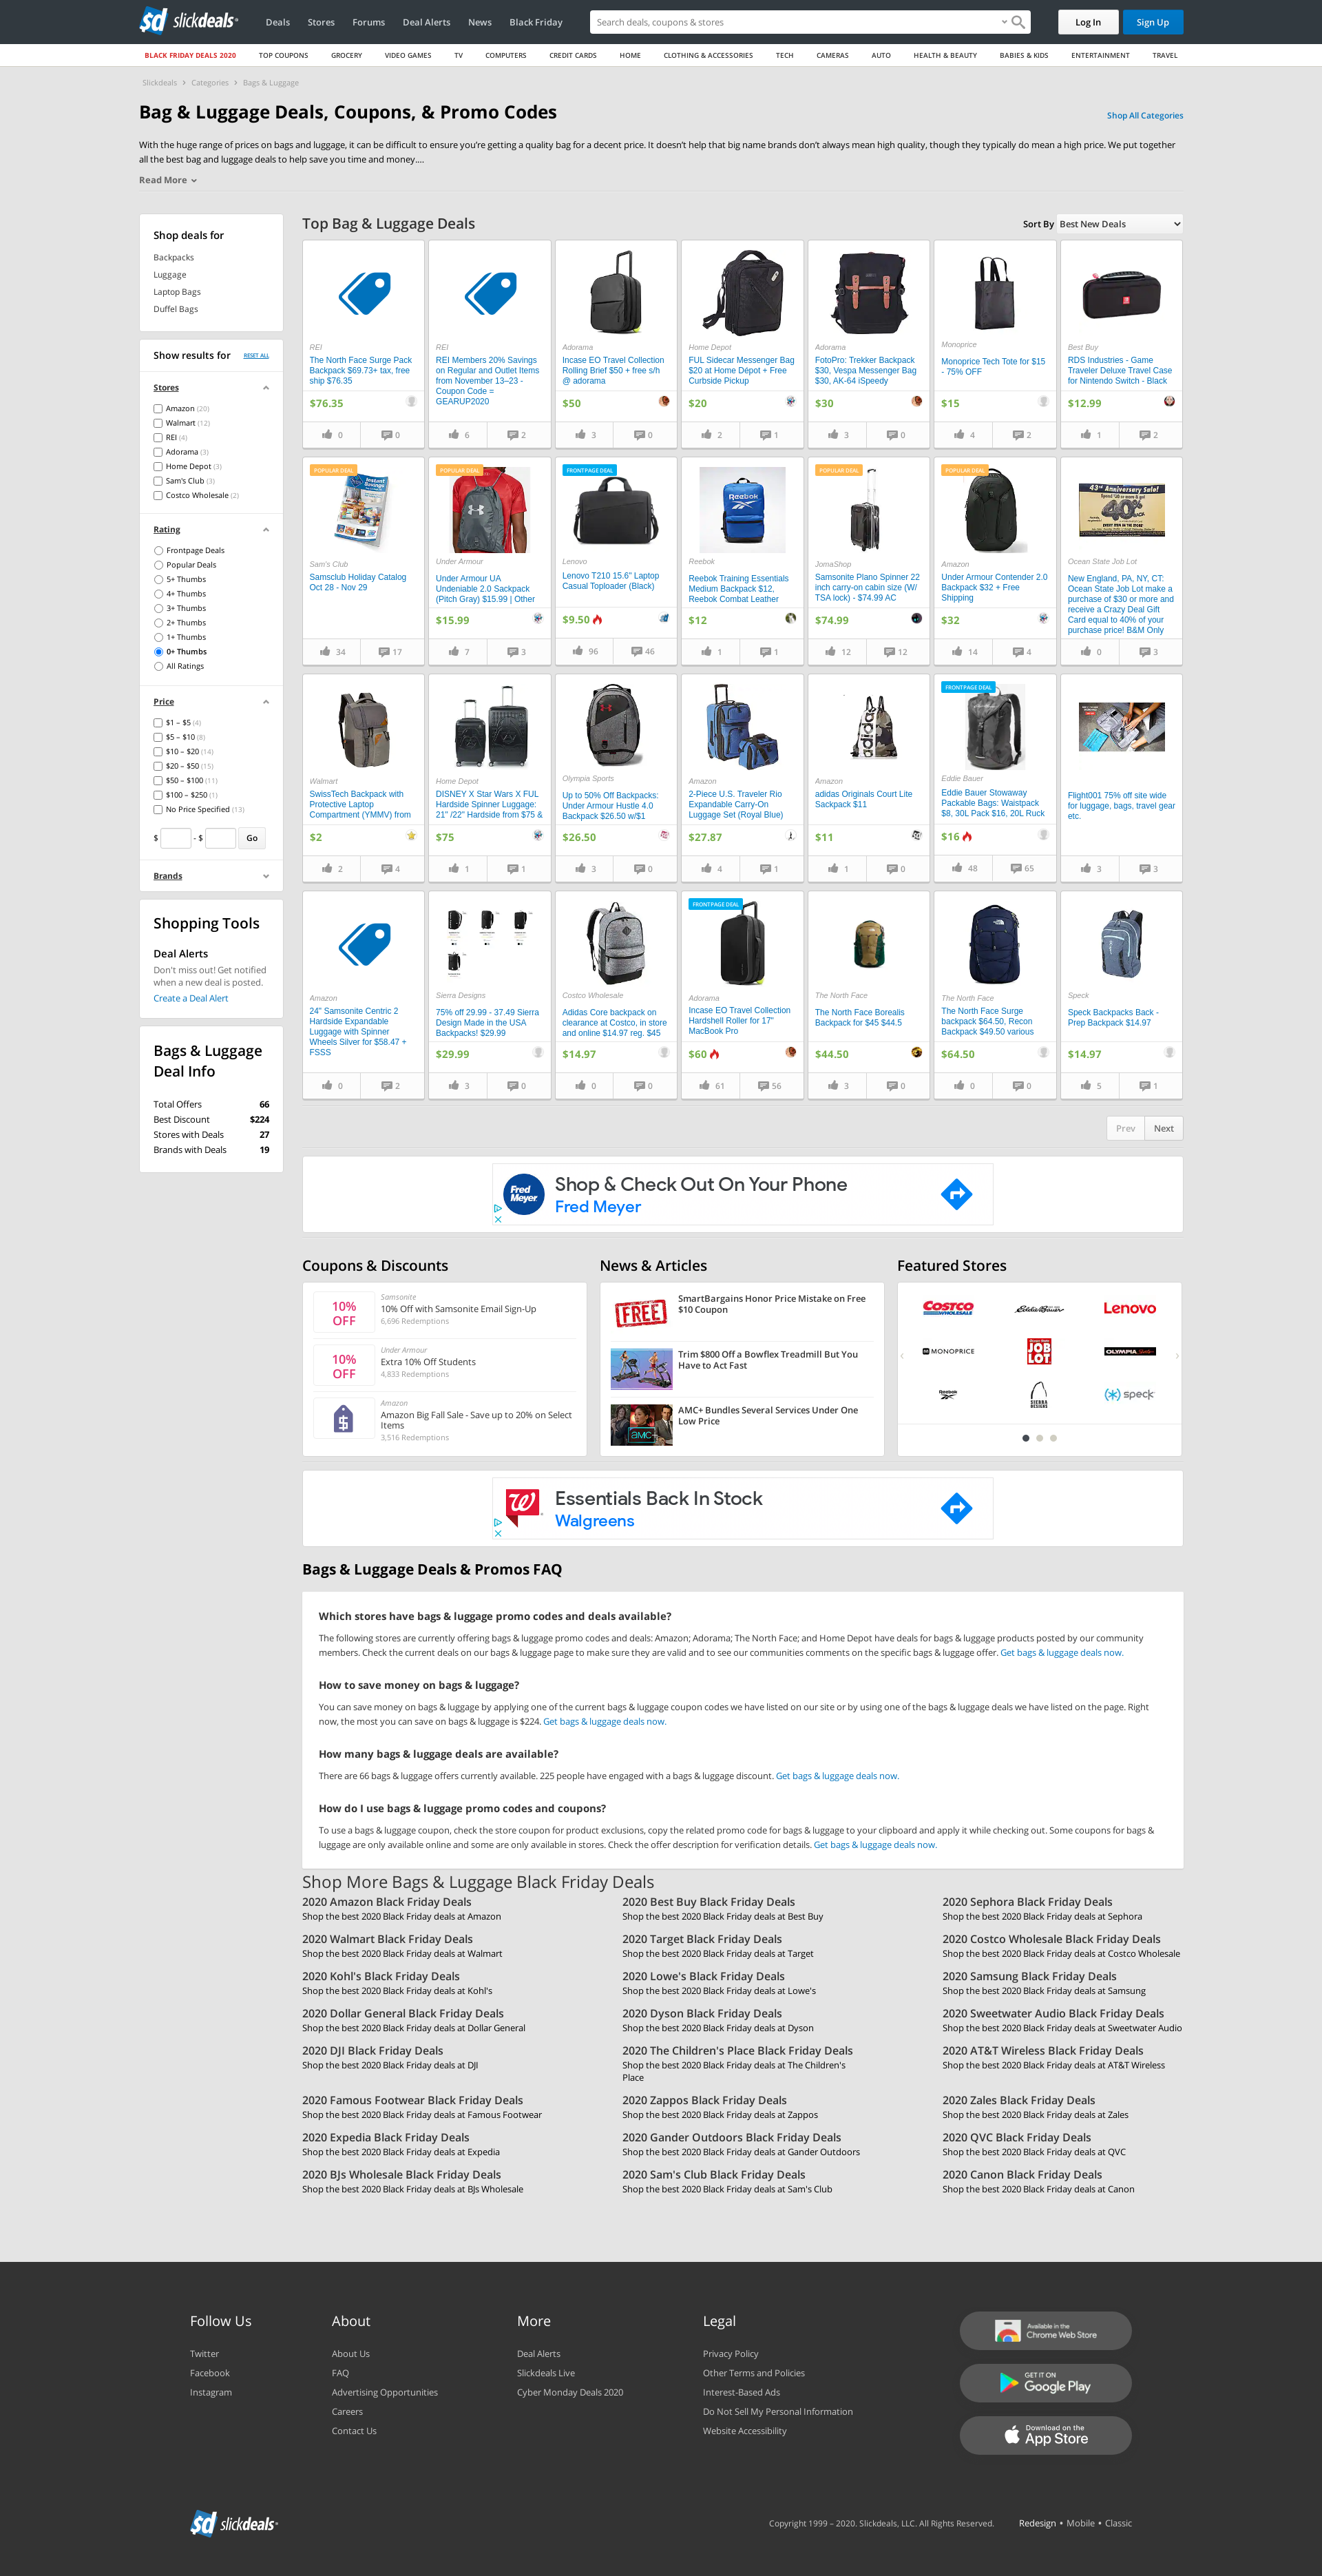 sd slickdeals
Deals
Stores
Forums
Deal Alerts
News
Black Friday
Search deals, coupons & stores
Log In
Sign Up
BLACK FRIDAY DEALS 2020
TOP COUPONS
GROCERY
VIDEO GAMES
TV
COMPUTERS
CREDIT CARDS
HOME
CLOTHING & ACCESSORIES
TECH
CAMERAS
AUTO
HEALTH & BEAUTY
BABIES & KIDS
ENTERTAINMENT
TRAVEL
Slickdeals › Categories › Bags & Luggage
Bag & Luggage Deals, Coupons, & Promo Codes
Shop All Categories
With the huge range of prices on bags and luggage, it can be difficult to ensure you’re getting a quality bag for a decent price. It doesn’t help that big name brands don’t always mean high quality, though they typically do mean a high price. We put together
all the best bag and luggage deals to help save you time and money....
Read More
Shop deals for
Backpacks
Luggage
Laptop Bags
Duffel Bags
Show results for
RESET ALL
Stores
Amazon (20)
Walmart (12)
REI (4)
Adorama (3)
Home Depot (3)
Sam's Club (3)
Costco Wholesale (2)
Rating
Frontpage Deals
Popular Deals
5+ Thumbs
4+ Thumbs
3+ Thumbs
2+ Thumbs
1+ Thumbs
0+ Thumbs
All Ratings
Price
$1 – $5 (4)
$5 – $10 (8)
$10 – $20 (14)
$20 – $50 (15)
$50 – $100 (11)
$100 – $250 (1)
No Price Specified (13)
$ - $ Go
Brands
Shopping Tools
Deal Alerts
Don't miss out! Get notified
when a new deal is posted.
Create a Deal Alert
Bags & Luggage
Deal Info
Total Offers 66
Best Discount $224
Stores with Deals 27
Brands with Deals 19
Top Bag & Luggage Deals
Sort By Best New Deals
REI
The North Face Surge Pack
Backpack $69.73+ tax, free
ship $76.35
$76.35
0 0
REI
REI Members 20% Savings
on Regular and Outlet Items
from November 13–23 -
Coupon Code =
GEARUP2020
6 2
Adorama
Incase EO Travel Collection
Rolling Brief $50 + free s/h
@ adorama
$50
3 0
Home Depot
FUL Sidecar Messenger Bag
$20 at Home Dépot + Free
Curbside Pickup
$20
2 1
Adorama
FotoPro: Trekker Backpack
$30, Vespa Messenger Bag
$30, AK-64 iSpeedy
$30
3 0
Monoprice
Monoprice Tech Tote for $15
- 75% OFF
$15
4 2
Best Buy
RDS Industries - Game
Traveler Deluxe Travel Case
for Nintendo Switch - Black
$12.99
1 2
POPULAR DEAL
Instant
Savings
Sam's Club
Samsclub Holiday Catalog
Oct 28 - Nov 29
34 17
POPULAR DEAL
Under Armour
Under Armour UA
Undeniable 2.0 Sackpack
(Pitch Gray) $15.99 | Other
$15.99
7 3
FRONTPAGE DEAL
Lenovo
Lenovo T210 15.6" Laptop
Casual Toploader (Black)
$9.50
96 46
Reebok
Reebok
Reebok Training Essentials
Medium Backpack $12,
Reebok Combat Leather
$12
1 1
POPULAR DEAL
JomaShop
Samsonite Plano Spinner 22
inch carry-on cabin size (W/
TSA lock) - $74.99 AC
$74.99
12 12
POPULAR DEAL
Amazon
Under Armour Contender 2.0
Backpack $32 + Free
Shipping
$32
14 4
43rd Anniversary Sale!
40%
Ocean State Job Lot
New England, PA, NY, CT:
Ocean State Job Lot make a
purchase of $30 or more and
receive a Crazy Deal Gift
Card equal to 40% of your
purchase price! B&M Only
0 3
Walmart
SwissTech Backpack with
Protective Laptop
Compartment (YMMV) from
$2
2 4
Home Depot
DISNEY X Star Wars X FUL
Hardside Spinner Luggage:
21" /22" Hardside from $75 &
$75
1 1
Olympia Sports
Up to 50% Off Backpacks:
Under Armour Hustle 4.0
Backpack $26.50 w/$1
$26.50
3 0
Amazon
2-Piece U.S. Traveler Rio
Expandable Carry-On
Luggage Set (Royal Blue)
$27.87
4 1
adidas
Amazon
adidas Originals Court Lite
Sackpack $11
$11
1 0
FRONTPAGE DEAL
Eddie Bauer
Eddie Bauer Stowaway
Packable Bags: Waistpack
$8, 30L Pack $16, 20L Ruck
$16
48 65
Flight001 75% off site wide
for luggage, bags, travel gear
etc.
3 3
Amazon
24" Samsonite Centric 2
Hardside Expandable
Luggage with Spinner
Wheels Silver for $58.47 +
FSSS
0 2
Sierra Designs
75% off 29.99 - 37.49 Sierra
Design Made in the USA
Backpacks! $29.99
$29.99
3 0
Costco Wholesale
Adidas Core backpack on
clearance at Costco, in store
and online $14.97 reg. $45
$14.97
0 0
FRONTPAGE DEAL
Adorama
Incase EO Travel Collection
Hardshell Roller for 17"
MacBook Pro
$60
61 56
The North Face
The North Face Borealis
Backpack for $45 $44.5
$44.50
3 0
The North Face
The North Face Surge
backpack $64.50, Recon
Backpack $49.50 various
$64.50
0 0
Speck
Speck Backpacks Back -
Prep Backpack $14.97
$14.97
5 1
Prev
Next
Fred Meyer
Shop & Check Out On Your Phone
Fred Meyer
Coupons & Discounts
10%
OFF
Samsonite
10% Off with Samsonite Email Sign-Up
6,696 Redemptions
10%
OFF
Under Armour
Extra 10% Off Students
4,833 Redemptions
Amazon
Amazon Big Fall Sale - Save up to 20% on Select
Items
3,516 Redemptions
News & Articles
FREE
SmartBargains Honor Price Mistake on Free
$10 Coupon
Trim $800 Off a Bowflex Treadmill But You
Have to Act Fast
amc+
AMC+ Bundles Several Services Under One
Low Price
Featured Stores
Costco WHOLESALE
Eddie Bauer
Lenovo
MONOPRICE
JOB LOT
OLYMPIA Sports
Reebok
SIERRA DESIGNS
speck
Essentials Back In Stock
Walgreens
Bags & Luggage Deals & Promos FAQ
Which stores have bags & luggage promo codes and deals available?
The following stores are currently offering bags & luggage promo codes and deals: Amazon; Adorama; The North Face; and Home Depot have deals for bags & luggage products posted by our community
members. Check the current deals on our bags & luggage page to make sure they are valid and to see our communities comments on the specific bags & luggage offer. Get bags & luggage deals now.
How to save money on bags & luggage?
You can save money on bags & luggage by applying one of the current bags & luggage coupon codes we have listed on our site or by using one of the bags & luggage deals we have listed on the page. Right
now, the most you can save on bags & luggage is $224. Get bags & luggage deals now.
How many bags & luggage deals are available?
There are 66 bags & luggage offers currently available. 225 people have engaged with a bags & luggage discount. Get bags & luggage deals now.
How do I use bags & luggage promo codes and coupons?
To use a bags & luggage coupon, check the store coupon for product exclusions, copy the related promo code for bags & luggage to your clipboard and apply it while checking out. Some coupons for bags &
luggage are only available online and some are only available in stores. Check the offer description for verification details. Get bags & luggage deals now.
Shop More Bags & Luggage Black Friday Deals
2020 Amazon Black Friday Deals
Shop the best 2020 Black Friday deals at Amazon
2020 Best Buy Black Friday Deals
Shop the best 2020 Black Friday deals at Best Buy
2020 Sephora Black Friday Deals
Shop the best 2020 Black Friday deals at Sephora
2020 Walmart Black Friday Deals
Shop the best 2020 Black Friday deals at Walmart
2020 Target Black Friday Deals
Shop the best 2020 Black Friday deals at Target
2020 Costco Wholesale Black Friday Deals
Shop the best 2020 Black Friday deals at Costco Wholesale
2020 Kohl's Black Friday Deals
Shop the best 2020 Black Friday deals at Kohl's
2020 Lowe's Black Friday Deals
Shop the best 2020 Black Friday deals at Lowe's
2020 Samsung Black Friday Deals
Shop the best 2020 Black Friday deals at Samsung
2020 Dollar General Black Friday Deals
Shop the best 2020 Black Friday deals at Dollar General
2020 Dyson Black Friday Deals
Shop the best 2020 Black Friday deals at Dyson
2020 Sweetwater Audio Black Friday Deals
Shop the best 2020 Black Friday deals at Sweetwater Audio
2020 DJI Black Friday Deals
Shop the best 2020 Black Friday deals at DJI
2020 The Children's Place Black Friday Deals
Shop the best 2020 Black Friday deals at The Children's
Place
2020 AT&T Wireless Black Friday Deals
Shop the best 2020 Black Friday deals at AT&T Wireless
2020 Famous Footwear Black Friday Deals
Shop the best 2020 Black Friday deals at Famous Footwear
2020 Zappos Black Friday Deals
Shop the best 2020 Black Friday deals at Zappos
2020 Zales Black Friday Deals
Shop the best 2020 Black Friday deals at Zales
2020 Expedia Black Friday Deals
Shop the best 2020 Black Friday deals at Expedia
2020 Gander Outdoors Black Friday Deals
Shop the best 2020 Black Friday deals at Gander Outdoors
2020 QVC Black Friday Deals
Shop the best 2020 Black Friday deals at QVC
2020 BJs Wholesale Black Friday Deals
Shop the best 2020 Black Friday deals at BJs Wholesale
2020 Sam's Club Black Friday Deals
Shop the best 2020 Black Friday deals at Sam's Club
2020 Canon Black Friday Deals
Shop the best 2020 Black Friday deals at Canon
Follow Us
Twitter
Facebook
Instagram
About
About Us
FAQ
Advertising Opportunities
Careers
Contact Us
More
Deal Alerts
Slickdeals Live
Cyber Monday Deals 2020
Legal
Privacy Policy
Other Terms and Policies
Interest-Based Ads
Do Not Sell My Personal Information
Website Accessibility
Available in the
Chrome Web Store
GET IT ON
Google Play
Download on the
App Store
sd slickdeals
Copyright 1999 – 2020. Slickdeals, LLC. All Rights Reserved.
Redesign • Mobile • Classic